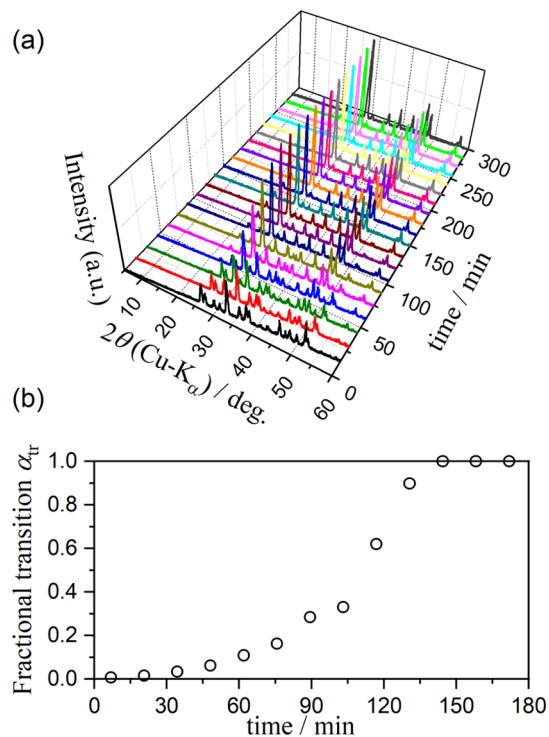 (a)
Intensity (a.u.)
10 20 30 40 50 60
2θ (Cu-Kα) / deg.
0 50 100 150 200 250 300
time / min
(b)
Fractional transition αtr
1.0
0.8
0.6
0.4
0.2
0.0
0 30 60 90 120 150 180
time / min